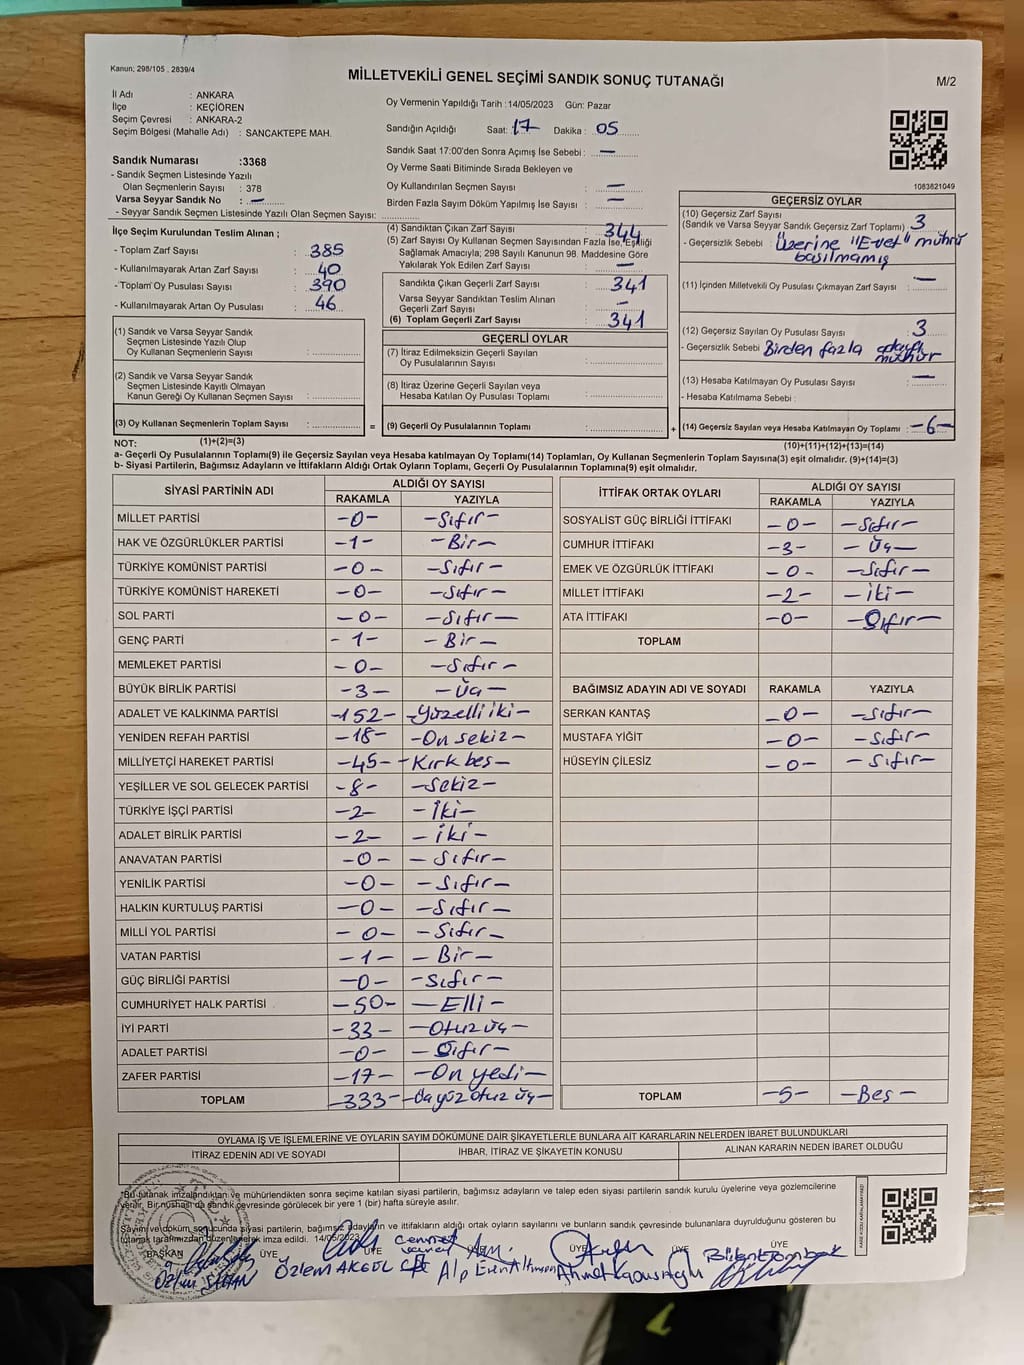 Kanun: 298/105 , 2839/4
MİLLETVEKİLİ GENEL SEÇİMİ SANDIK SONUÇ TUTANAĞI
M/2
İl Adı : ANKARA
İlçe : KEÇİÖREN
Seçim Çevresi : ANKARA-2
Seçim Bölgesi (Mahalle Adı) : SANCAKTEPE MAH.
Sandık Numarası :3368
- Sandık Seçmen Listesinde Yazılı
Olan Seçmenlerin Sayısı : 378
Varsa Seyyar Sandık No : —
- Seyyar Sandık Seçmen Listesinde Yazılı Olan Seçmen Sayısı:
Oy Vermenin Yapıldığı Tarih : 14/05/2023 Gün: Pazar
Sandığın Açıldığı Saat: 17 Dakika : 05
Sandık Saat 17:00'den Sonra Açımış İse Sebebi : —
Oy Verme Saati Bitiminde Sırada Bekleyen ve
Oy Kullandırılan Seçmen Sayısı : —
Birden Fazla Sayım Döküm Yapılmış İse Sayısı : —
1083621049
İlçe Seçim Kurulundan Teslim Alınan ;
- Toplam Zarf Sayısı : 385
- Kullanılmayarak Artan Zarf Sayısı : 40
- Toplam Oy Pusulası Sayısı : 390
- Kullanılmayarak Artan Oy Pusulası : 46
(4) Sandıktan Çıkan Zarf Sayısı : 344
(5) Zarf Sayısı Oy Kullanan Seçmen Sayısından Fazla İse, Eşitliği
Sağlamak Amacıyla; 298 Sayılı Kanunun 98. Maddesine Göre
Yakılarak Yok Edilen Zarf Sayısı : —
Sandıkta Çıkan Geçerli Zarf Sayısı : 341
Varsa Seyyar Sandıktan Teslim Alınan
Geçerli Zarf Sayısı : —
(6) Toplam Geçerli Zarf Sayısı : 341
GEÇERSİZ OYLAR
(10) Geçersiz Zarf Sayısı
(Sandık ve Varsa Seyyar Sandık Geçersiz Zarf Toplamı) : 3
- Geçersizlik Sebebi : Üzerine "Evet" mührü
basılmamış
(11) İçinden Milletvekili Oy Pusulası Çıkmayan Zarf Sayısı : —
(12) Geçersiz Sayılan Oy Pusulası Sayısı : 3
- Geçersizlik Sebebi : Birden fazla adaya
mühür
(13) Hesaba Katılmayan Oy Pusulası Sayısı : —
- Hesaba Katılmama Sebebi :
(14) Geçersiz Sayılan veya Hesaba Katılmayan Oy Toplamı : -6-
(10)+(11)+(12)+(13)=(14)
(1) Sandık ve Varsa Seyyar Sandık
Seçmen Listesinde Yazılı Olup
Oy Kullanan Seçmenlerin Sayısı :
(2) Sandık ve Varsa Seyyar Sandık
Seçmen Listesinde Kayıtlı Olmayan
Kanun Gereği Oy Kullanan Seçmen Sayısı :
(3) Oy Kullanan Seçmenlerin Toplam Sayısı :
(1)+(2)=(3)
GEÇERLİ OYLAR
(7) İtiraz Edilmeksizin Geçerli Sayılan
Oy Pusulalarının Sayısı :
(8) İtiraz Üzerine Geçerli Sayılan veya
Hesaba Katılan Oy Pusulası Toplamı :
= (9) Geçerli Oy Pusulalarının Toplamı : +
NOT:
a- Geçerli Oy Pusulalarının Toplamı(9) ile Geçersiz Sayılan veya Hesaba katılmayan Oy Toplamı(14) Toplamları, Oy Kullanan Seçmenlerin Toplam Sayısına(3) eşit olmalıdır. (9)+(14)=(3)
b- Siyasi Partilerin, Bağımsız Adayların ve İttifakların Aldığı Ortak Oyların Toplamı, Geçerli Oy Pusulalarının Toplamına(9) eşit olmalıdır.
SİYASİ PARTİNİN ADI ALDIĞI OY SAYISI
RAKAMLA YAZIYLA
MİLLET PARTİSİ -0- -Sıfır-
HAK VE ÖZGÜRLÜKLER PARTİSİ -1- -Bir-
TÜRKİYE KOMÜNİST PARTİSİ -0- -Sıfır-
TÜRKİYE KOMÜNİST HAREKETİ -0- -Sıfır-
SOL PARTİ -0- -Sıfır-
GENÇ PARTİ -1- -Bir-
MEMLEKET PARTİSİ -0- -Sıfır-
BÜYÜK BİRLİK PARTİSİ -3- -Üç-
ADALET VE KALKINMA PARTİSİ -152- -Yüzelli iki-
YENİDEN REFAH PARTİSİ -18- -On sekiz-
MİLLİYETÇİ HAREKET PARTİSİ -45- -Kırk beş-
YEŞİLLER VE SOL GELECEK PARTİSİ -8- -Sekiz-
TÜRKİYE İŞÇİ PARTİSİ -2- -İki-
ADALET BİRLİK PARTİSİ -2- -İki-
ANAVATAN PARTİSİ -0- -Sıfır-
YENİLİK PARTİSİ -0- -Sıfır-
HALKIN KURTULUŞ PARTİSİ -0- -Sıfır-
MİLLİ YOL PARTİSİ -0- -Sıfır-
VATAN PARTİSİ -1- -Bir-
GÜÇ BİRLİĞİ PARTİSİ -0- -Sıfır-
CUMHURİYET HALK PARTİSİ -50- -Elli-
İYİ PARTİ -33- -Otuz üç-
ADALET PARTİSİ -0- -Sıfır-
ZAFER PARTİSİ -17- -On yedi-
TOPLAM -333- yüz otuz üç-
İTTİFAK ORTAK OYLARI ALDIĞI OY SAYISI
RAKAMLA YAZIYLA
SOSYALİST GÜÇ BİRLİĞİ İTTİFAKI -0- -Sıfır-
CUMHUR İTTİFAKI -3- -Üç-
EMEK VE ÖZGÜRLÜK İTTİFAKI -0- -Sıfır-
MİLLET İTTİFAKI -2- -İki-
ATA İTTİFAKI -0- -Sıfır-
TOPLAM
BAĞIMSIZ ADAYIN ADI VE SOYADI RAKAMLA YAZIYLA
SERKAN KANTAŞ -0- -Sıfır-
MUSTAFA YİĞİT -0- -Sıfır-
HÜSEYİN ÇİLESİZ -0- -Sıfır-
TOPLAM -5- -Beş-
OYLAMA İŞ VE İŞLEMLERİNE VE OYLARIN SAYIM DÖKÜMÜNE DAİR ŞİKAYETLERLE BUNLARA AİT KARARLARIN NELERDEN İBARET BULUNDUKLARI
İTİRAZ EDENİN ADI VE SOYADI İHBAR, İTİRAZ VE ŞİKAYETİN KONUSU ALINAN KARARIN NEDEN İBARET OLDUĞU
*Bu tutanak imzalandıktan ve mühürlendikten sonra seçime katılan siyasi partilerin, bağımsız adayların ve talep eden siyasi partilerin sandık kurulu üyelerine veya gözlemcilerine
verilir. Bir nüshası da sandık çevresinde görülecek bir yere 1 (bir) hafta süreyle asılır.
Sayım ve döküm sonucunda siyasi partilerin, bağımsız adayların ve ittifakların aldığı ortak oyların sayılarını ve bunların sandık çevresinde bulunanlara duyrulduğunu gösteren bu
tutanak tarafımızdan düzenlenerek imza edildi. 14/05/2023
BAŞKAN ÜYE ÜYE ÜYE ÜYE ÜYE ÜYE
ÖZLEM AKGÜL Alp Eren